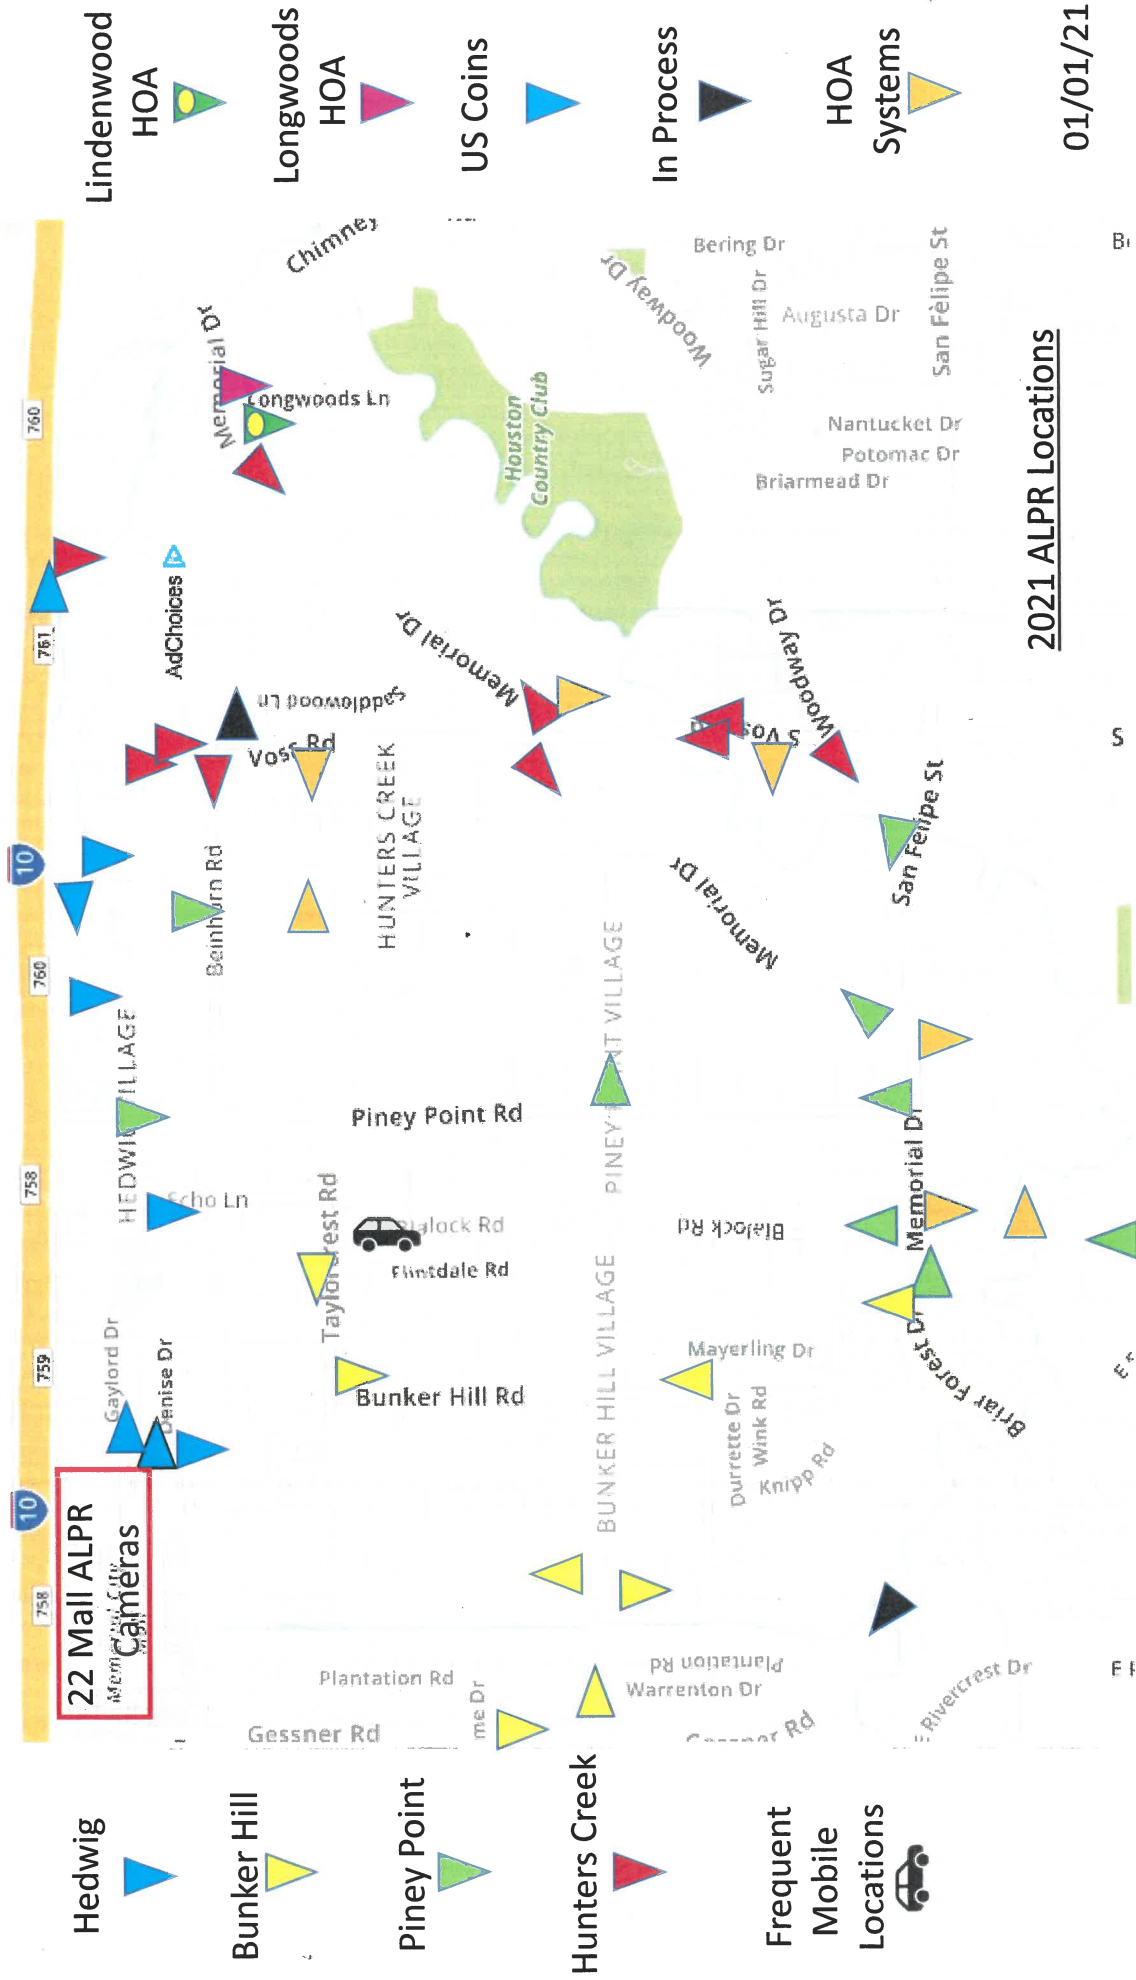 Hedwig
Bunker Hill
Piney Point
Hunters Creek
Frequent
Mobile
Locations
Lindenwood
HOA
Longwoods
HOA
US Coins
In Process
HOA
Systems
01/01/21
2021 ALPR Locations
22 Mall ALPR
Cameras
758
10
759
758
760
10
761
760
Gaylord Dr
Denise Dr
Echo Ln
Beinhurn Rd
Voss Rd
Saddlewood Ln
AdChoices
Memorial Dr
Longwoods Ln
Chimney
HUNTERS CREEK
VILLAGE
Taylorcrest Rd
Piney Point Rd
Blalock Rd
Flintdale Rd
Bunker Hill Rd
Plantation Rd
Gessner Rd
me Dr
BUNKER HILL VILLAGE
Memorial Dr
Houston
Country Club
Woodway Dr
Bering Dr
Sugar Hill Dr
Augusta Dr
San Felipe St
Nantucket Dr
Potomac Dr
Briarmead Dr
Woodway Dr
S Vos
San Felipe St
Memorial Dr
Blalock Rd
Mayerling Dr
Durrette Dr
Wink Rd
Knipp Rd
Plantation Rd
Warrenton Dr
Memorial Dr
Briar Forest Dr
E Rivercrest Dr
S